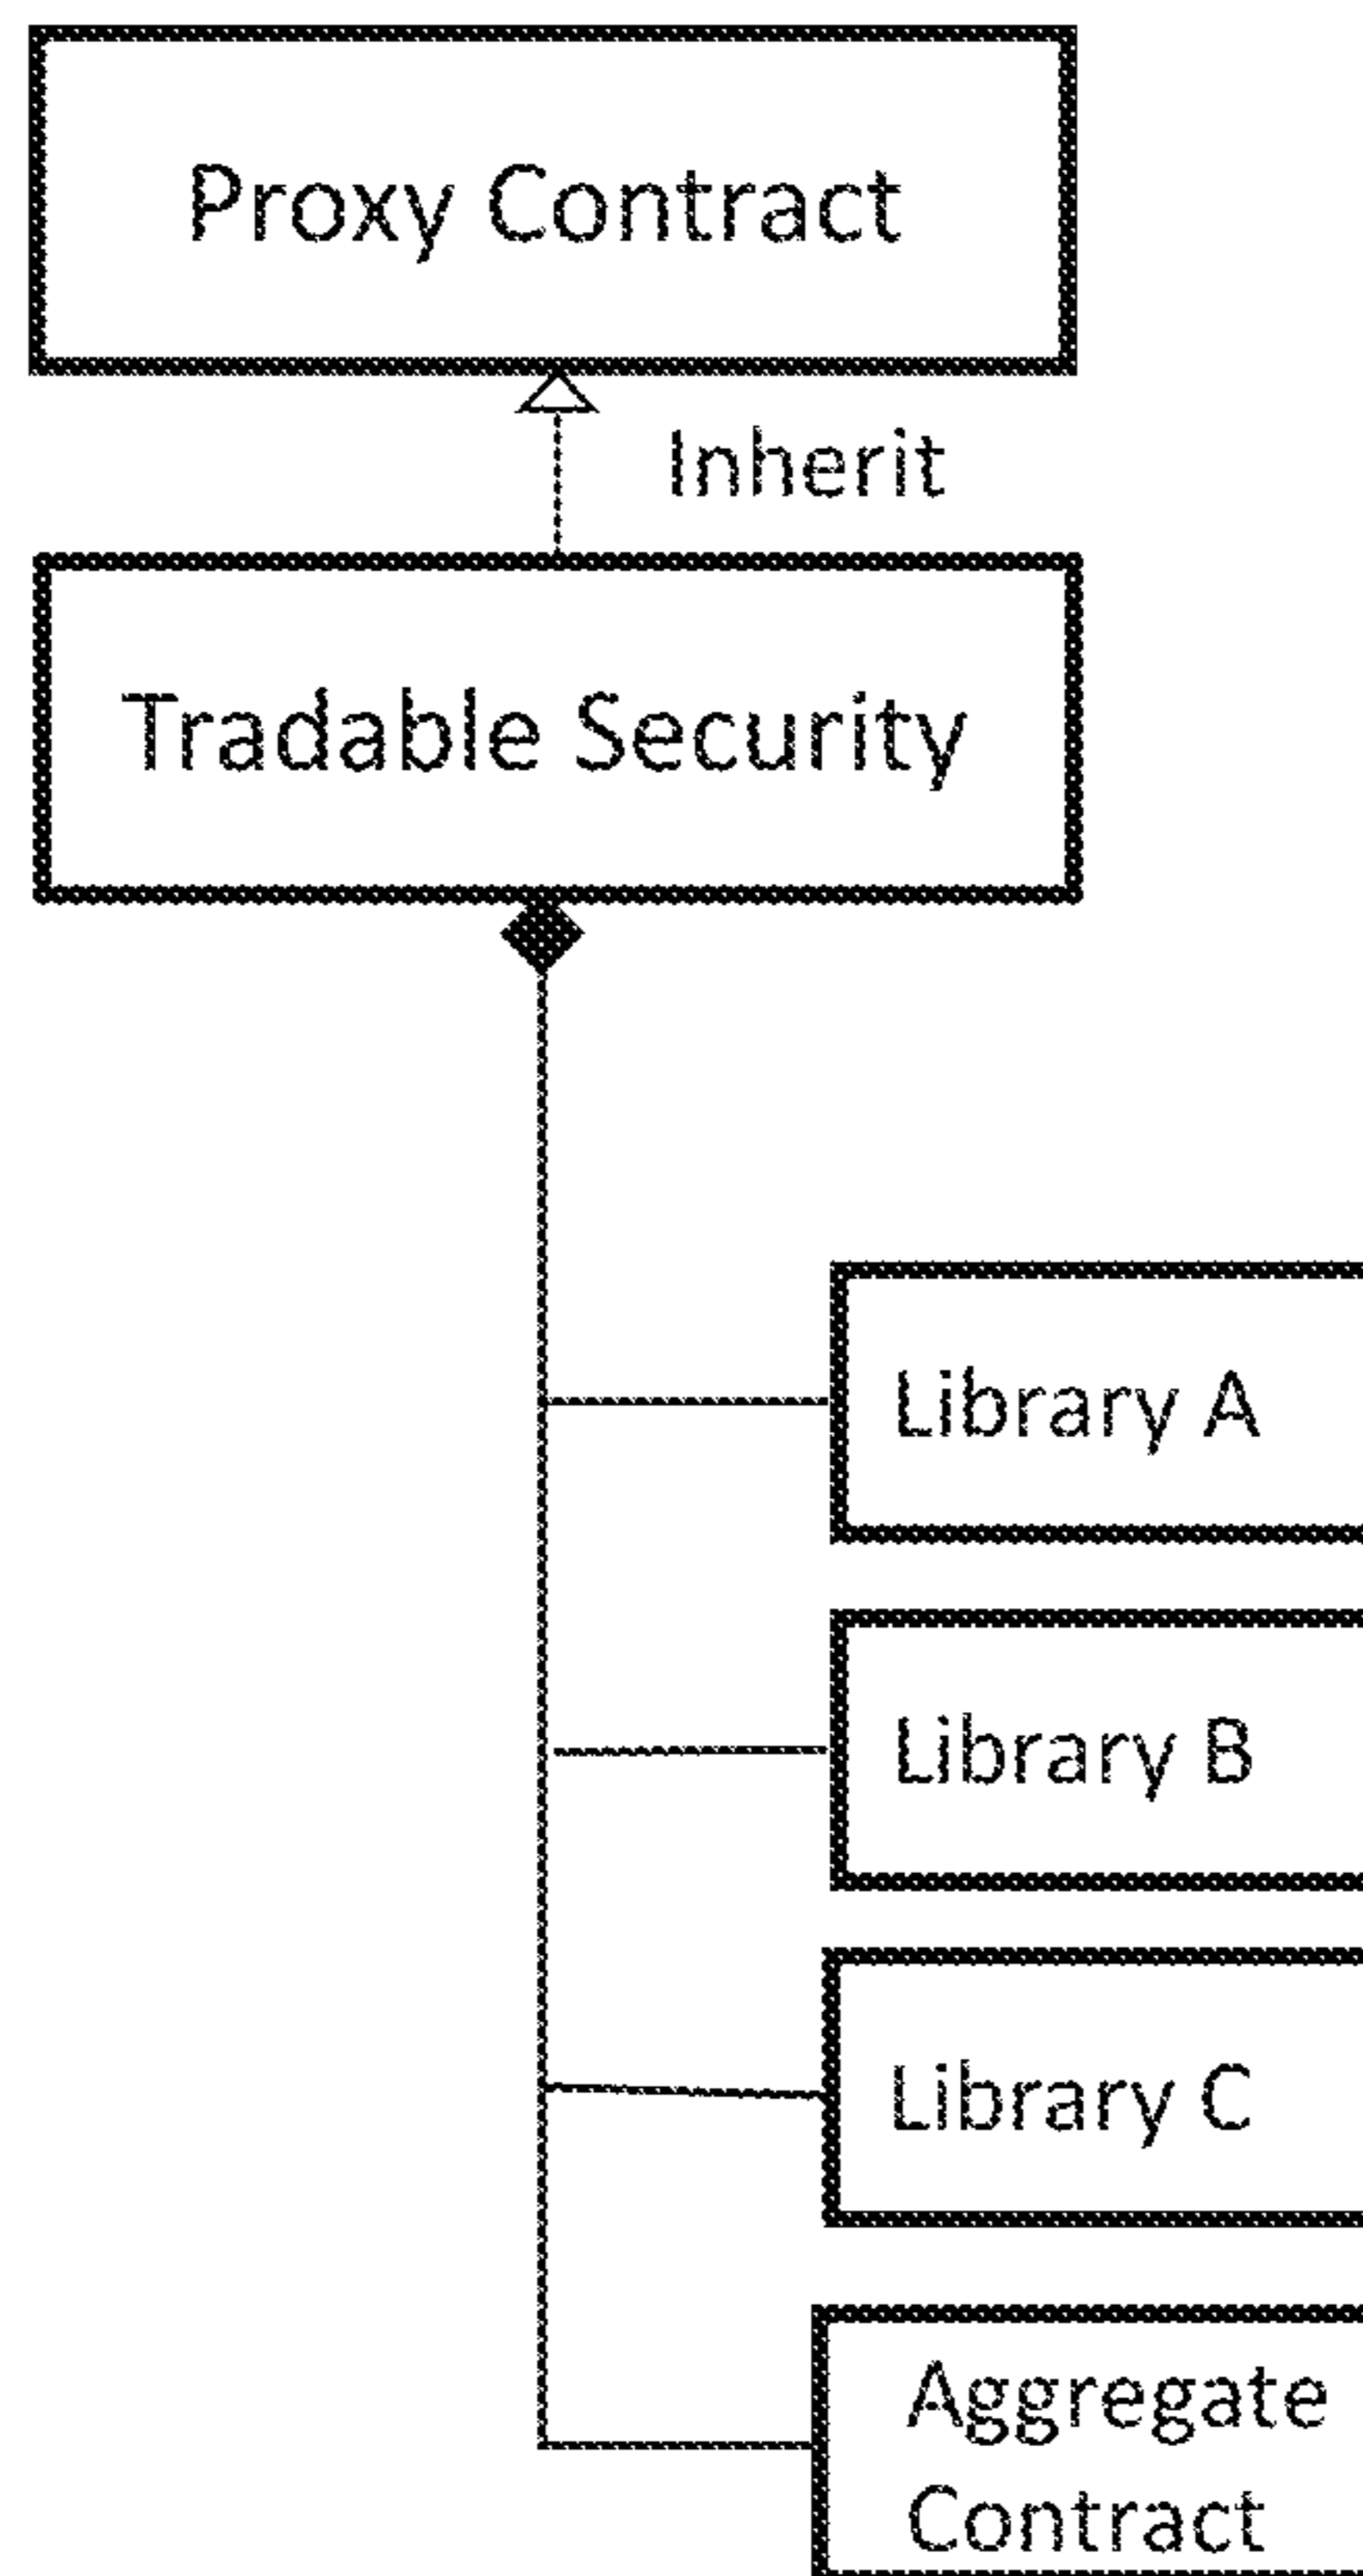 Proxy Contract
Inherit
Tradable Security
Library A
Library B
Library C
Aggregate
Contract